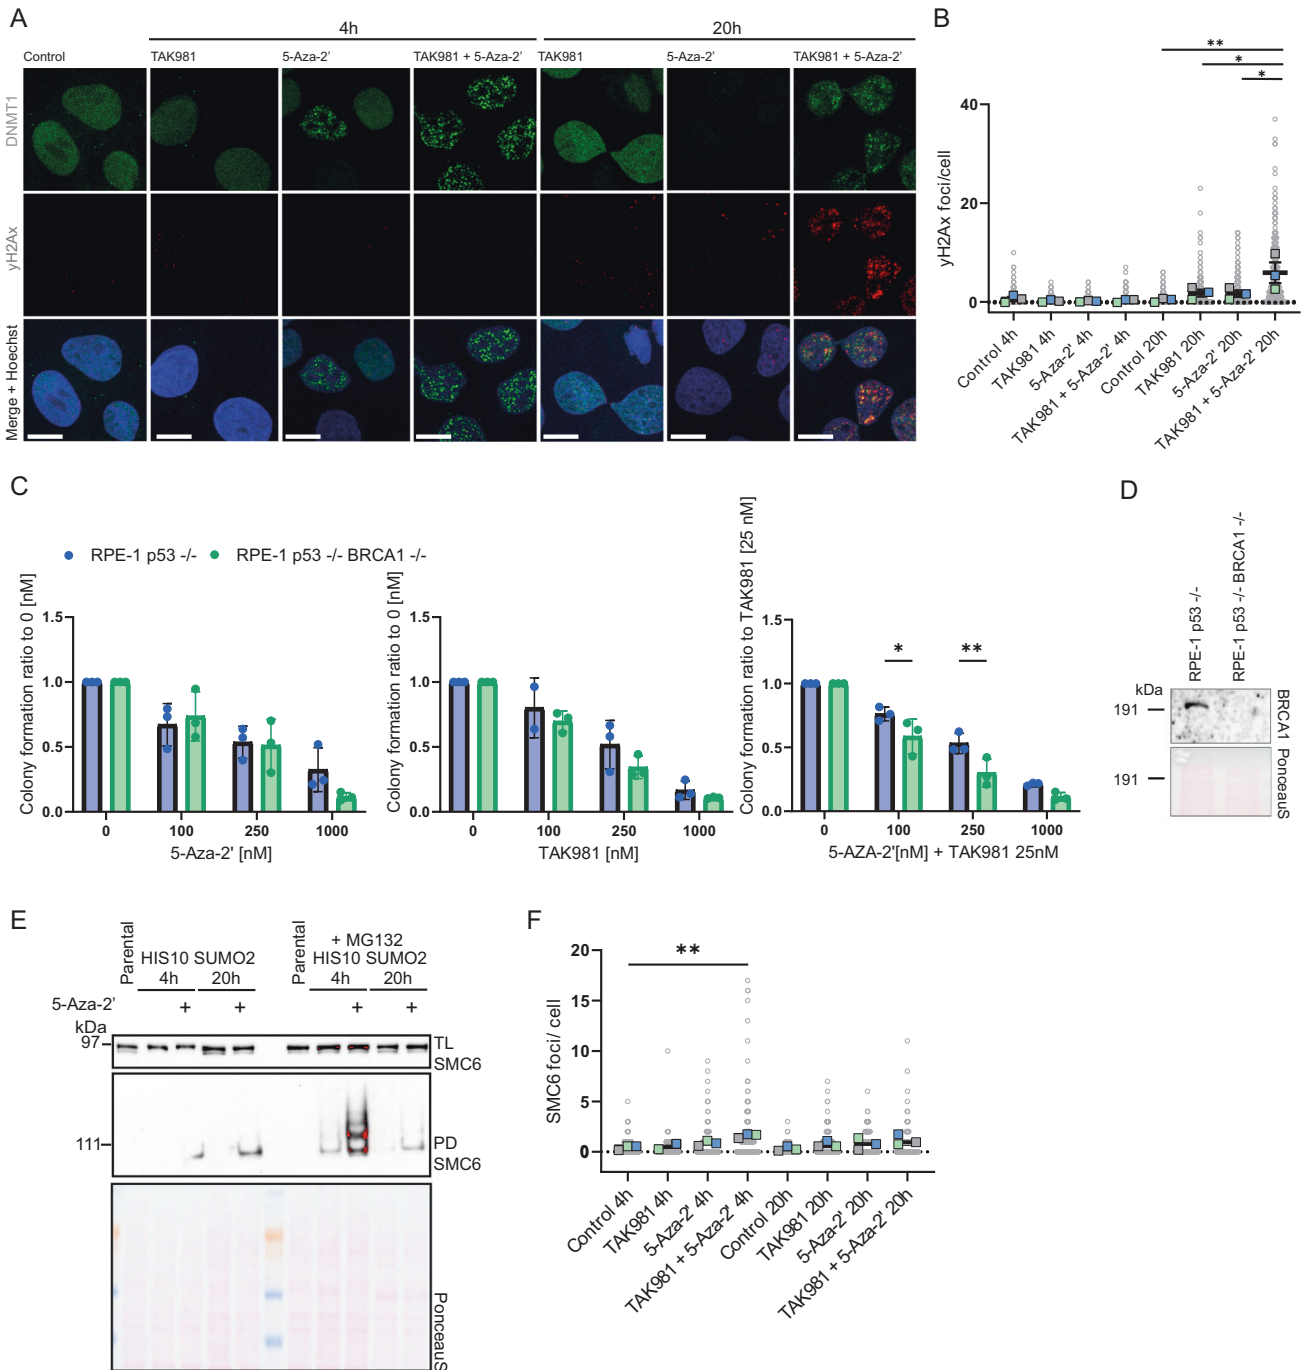 A
4h
20h
Control
TAK981
5-Aza-2'
TAK981 + 5-Aza-2'
TAK981
5-Aza-2'
TAK981 + 5-Aza-2'
DNMT1
yH2Ax
Merge + Hoechst
B
**
*
*
yH2Ax foci/cell
40
20
0
Control 4h
TAK981 4h
5-Aza-2' 4h
TAK981 + 5-Aza-2' 4h
Control 20h
TAK981 20h
5-Aza-2' 20h
TAK981 + 5-Aza-2' 20h
C
RPE-1 p53 -/-
RPE-1 p53 -/- BRCA1 -/-
Colony formation ratio to 0 [nM]
1.5
1.0
0.5
0.0
0
100
250
1000
5-Aza-2' [nM]
Colony formation ratio to 0 [nM]
1.5
1.0
0.5
0.0
0
100
250
1000
TAK981 [nM]
Colony formation ratio to TAK981 [25 nM]
1.5
1.0
0.5
0.0
*
**
0
100
250
1000
5-AZA-2'[nM] + TAK981 25nM
D
RPE-1 p53 -/-
RPE-1 p53 -/- BRCA1 -/-
kDa
191
BRCA1
191
PonceauS
E
Parental
HIS10 SUMO2
4h
20h
Parental
+ MG132
HIS10 SUMO2
4h
20h
5-Aza-2'
+
+
+
+
kDa
97
TL
SMC6
111
PD
SMC6
PonceauS
F
**
SMC6 foci/ cell
20
15
10
5
0
Control 4h
TAK981 4h
5-Aza-2' 4h
TAK981 + 5-Aza-2' 4h
Control 20h
TAK981 20h
5-Aza-2' 20h
TAK981 + 5-Aza-2' 20h